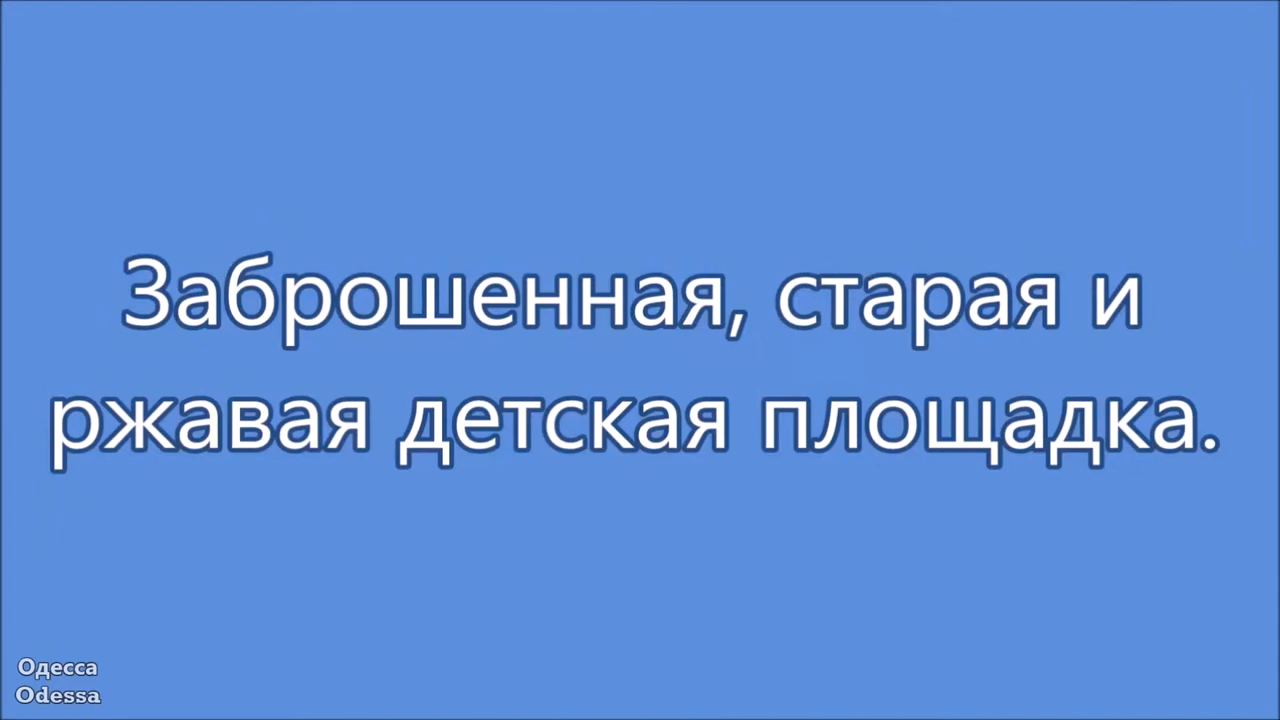 Заброшенная, старая и
ржавая детская площадка.
Одесса
Odessa